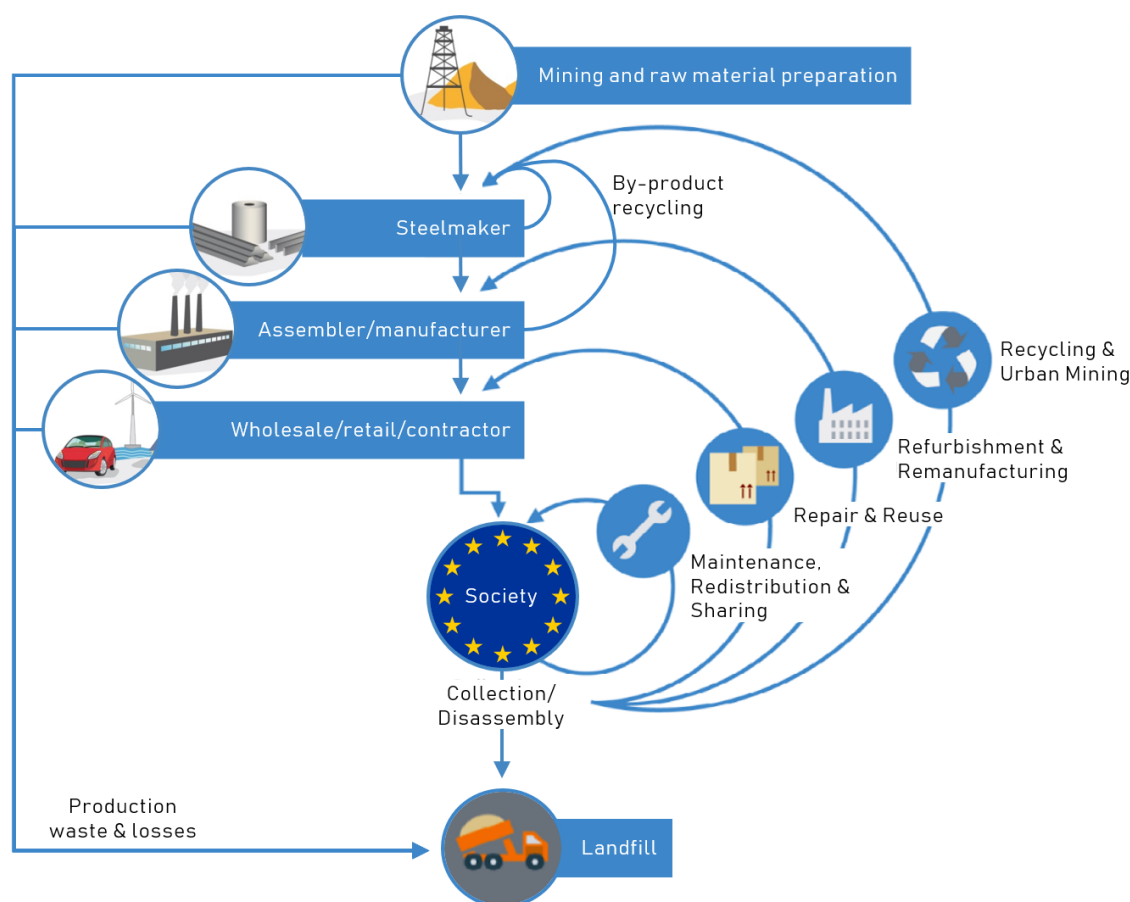 Mining and raw material preparation
By-product
recycling
Steelmaker
Assembler/manufacturer
Recycling &
Urban Mining
Wholesale/retail/contractor
Refurbishment &
Remanufacturing
Repair & Reuse
Maintenance,
Redistribution &
Sharing
Society
Collection/
Disassembly
Production
waste & losses
Landfill